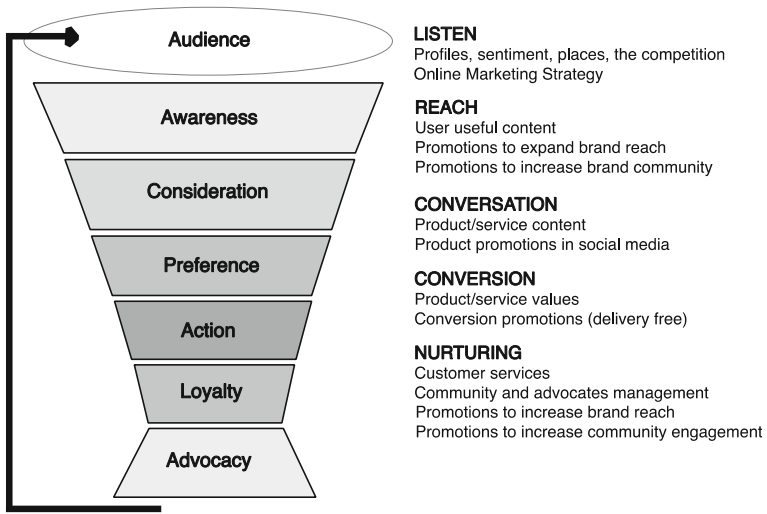 Audience
LISTEN
Profiles, sentiment, places, the competition
Online Marketing Strategy
Awareness
REACH
User useful content
Promotions to expand brand reach
Promotions to increase brand community
Consideration
CONVERSATION
Product/service content
Product promotions in social media
Preference
CONVERSION
Product/service values
Conversion promotions (delivery free)
Action
NURTURING
Customer services
Community and advocates management
Promotions to increase brand reach
Promotions to increase community engagement
Loyalty
Advocacy